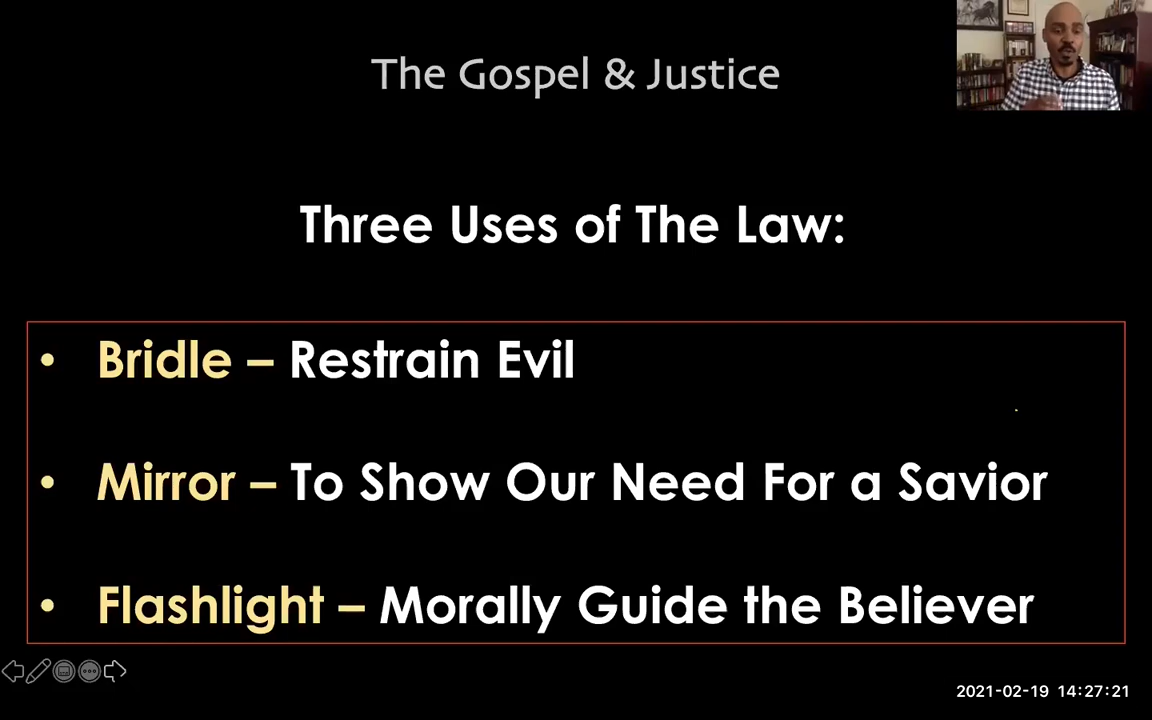 The Gospel & Justice
Three Uses of The Law:
• Bridle – Restrain Evil
• Mirror – To Show Our Need For a Savior
• Flashlight – Morally Guide the Believer
2021-02-19 14:27:21